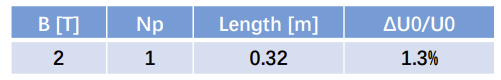 B [T] Np Length [m] ΔU0/U0
2 1 0.32 1.3%